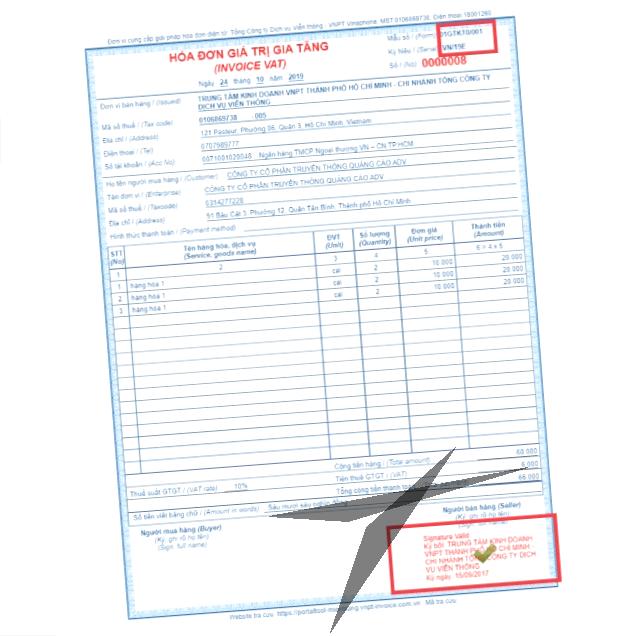 Đơn vị cung cấp giải pháp hóa đơn điện tử: Tổng Công ty Dịch vụ viễn thông - VNPT Vinaphone, MST 0106869738, Điện thoại 18001260
HÓA ĐƠN GIÁ TRỊ GIA TĂNG
(INVOICE VAT)
Ngày 24 tháng 10 năm 2019
Mẫu số / (Form) 01GTKT0/001
Ký hiệu / (Serial) VN/19E
Số / (No) 0000008
Đơn vị bán hàng / (Issued) TRUNG TÂM KINH DOANH VNPT THÀNH PHỐ HỒ CHÍ MINH - CHI NHÁNH TỔNG CÔNG TY
DỊCH VỤ VIỄN THÔNG
Mã số thuế / (Tax code) 0106869738 005
Địa chỉ / (Address) 121 Pasteur, Phường 06, Quận 3, Hồ Chí Minh, Vietnam
Điện thoại / (Tel) 0707989777
Số tài khoản / (Acc No) 0071001020048 Ngân hàng TMCP Ngoại thương VN – CN TP HCM
Họ tên người mua hàng / (Customer) CÔNG TY CỔ PHẦN TRUYỀN THÔNG QUẢNG CÁO ADV
Tên đơn vị / (Enterprise) CÔNG TY CỔ PHẦN TRUYỀN THÔNG QUẢNG CÁO ADV
Mã số thuế / (Taxcode) 0314277228
Địa chỉ / (Address) 91 Bàu Cát 3, Phường 12, Quận Tân Bình, Thành phố Hồ Chí Minh
Hình thức thanh toán / (Payment method)
STT (No) Tên hàng hóa, dịch vụ (Service, goods name) ĐVT (Unit) Số lượng (Quantity) Đơn giá (Unit price) Thành tiền (Amount)
1 2 3 4 5 6 = 4 x 5
1 hàng hóa 1 cái 2 10.000 20.000
2 hàng hóa 1 cái 2 10.000 20.000
3 hàng hóa 1 cái 2 10.000 20.000
Cộng tiền hàng / (Total amount) 60.000
Thuế suất GTGT / (VAT rate) 10% Tiền thuế GTGT / (VAT) 6.000
Tổng cộng tiền thanh 66.000
Số tiền viết bằng chữ / (Amount in words) Sáu mươi sáu nghìn đồng
Người mua hàng (Buyer)
(Ký, ghi rõ họ tên)
(Sign, full name)
Người bán hàng (Seller)
(Ký, ghi rõ họ tên)
(Sign, full name)
Signature Valid
Ký bởi: TRUNG TÂM KINH DOANH
VNPT THÀNH PHỐ HỒ CHÍ MINH -
CHI NHÁNH TỔNG CÔNG TY DỊCH
VỤ VIỄN THÔNG
Ký ngày: 15/09/2017
Website tra cứu: Mã tra cứu